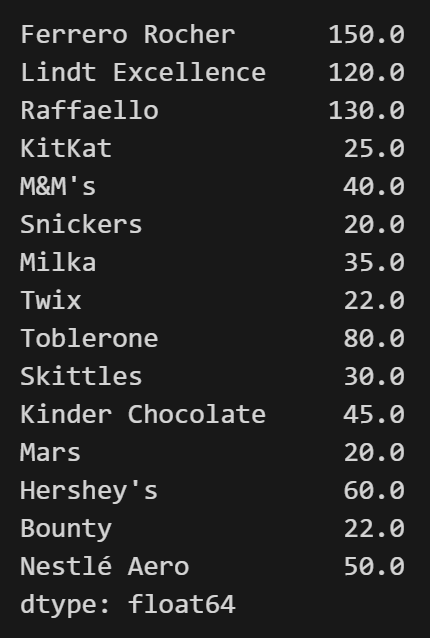 Ferrero Rocher      150.0
Lindt Excellence    120.0
Raffaello           130.0
KitKat               25.0
M&M's                40.0
Snickers             20.0
Milka                35.0
Twix                 22.0
Toblerone            80.0
Skittles             30.0
Kinder Chocolate     45.0
Mars                 20.0
Hershey's            60.0
Bounty               22.0
Nestlé Aero          50.0
dtype: float64